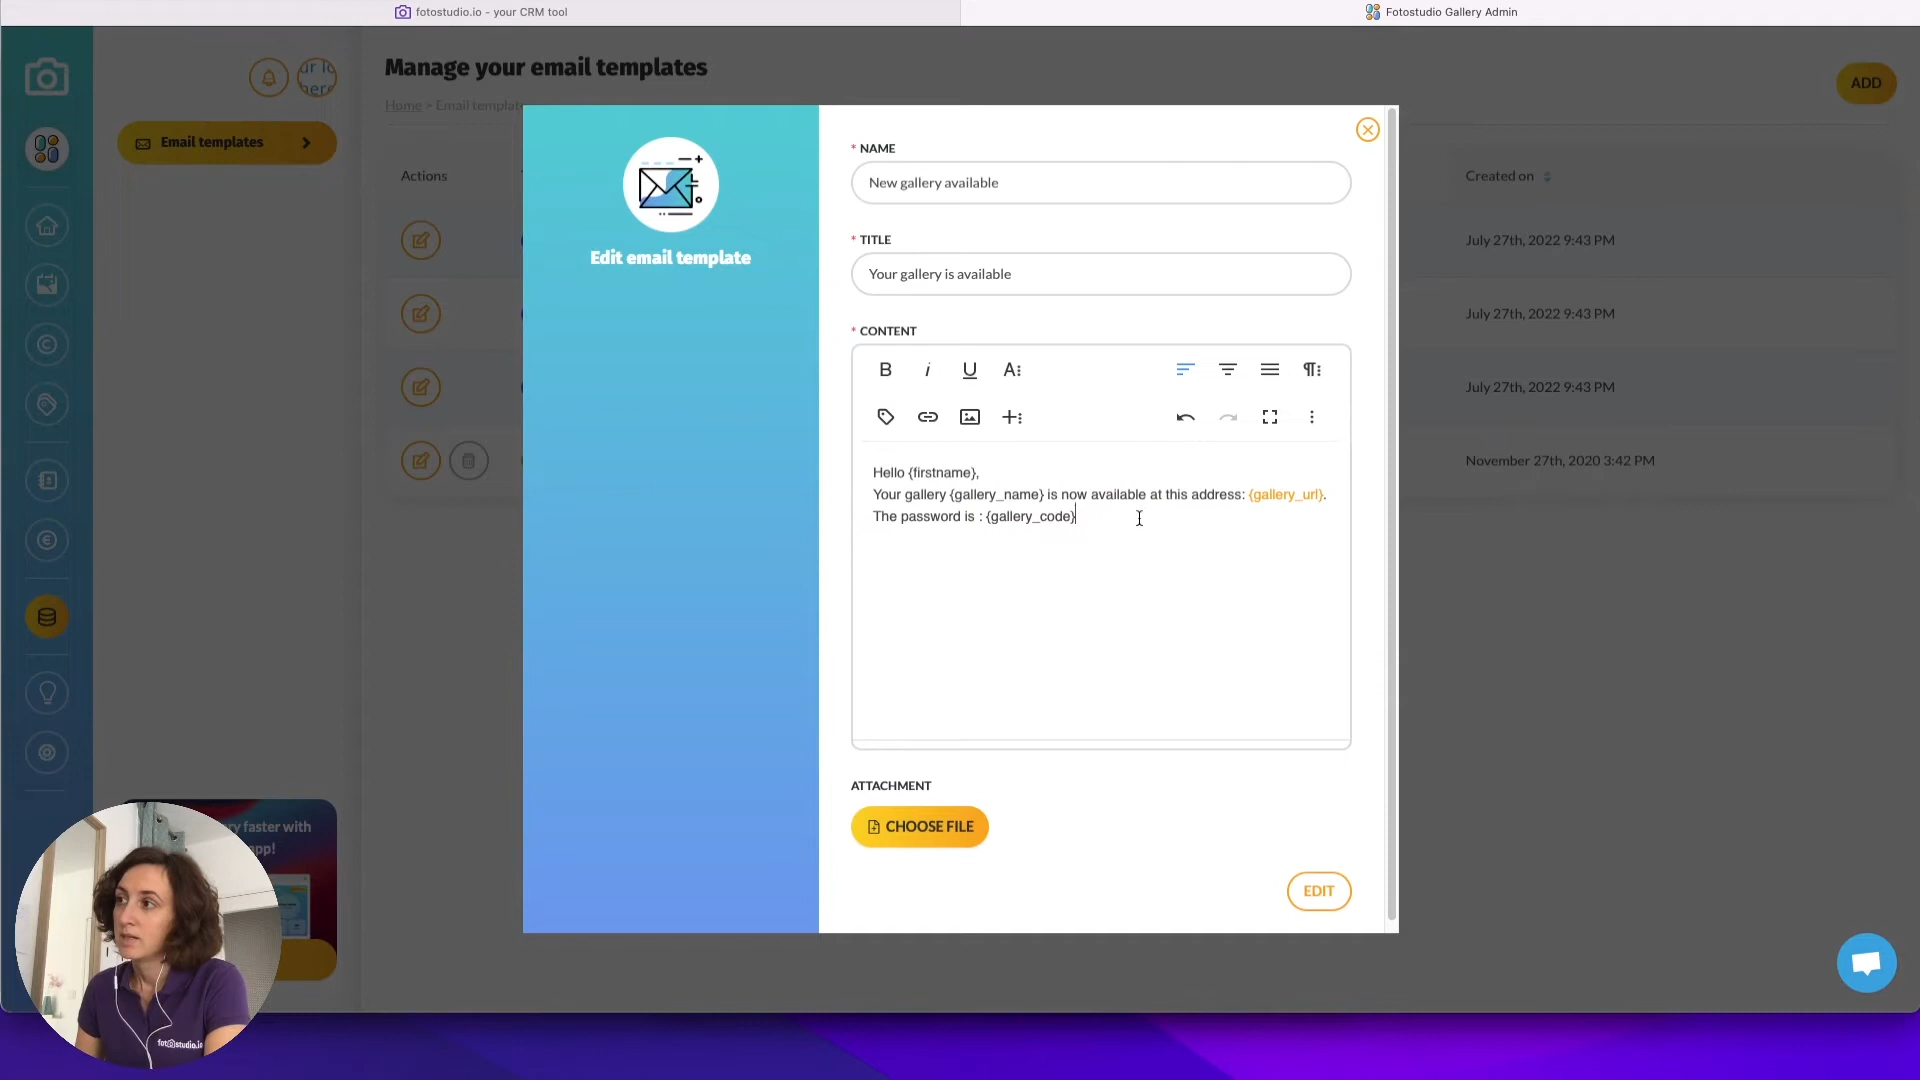 fotostudio.io - your CRM tool
Fotostudio Gallery Admin
Manage your email templates
ADD
Home > Email templat
Email templates
Actions
Created on
July 27th, 2022 9:43 PM
July 27th, 2022 9:43 PM
July 27th, 2022 9:43 PM
November 27th, 2020 3:42 PM
Edit email template
* NAME
New gallery available
* TITLE
Your gallery is available
* CONTENT
Hello {firstname},
Your gallery {gallery_name} is now available at this address: {gallery_url}.
The password is : {gallery_code}
ATTACHMENT
CHOOSE FILE
EDIT
ry faster with
app!
fotostudio.io